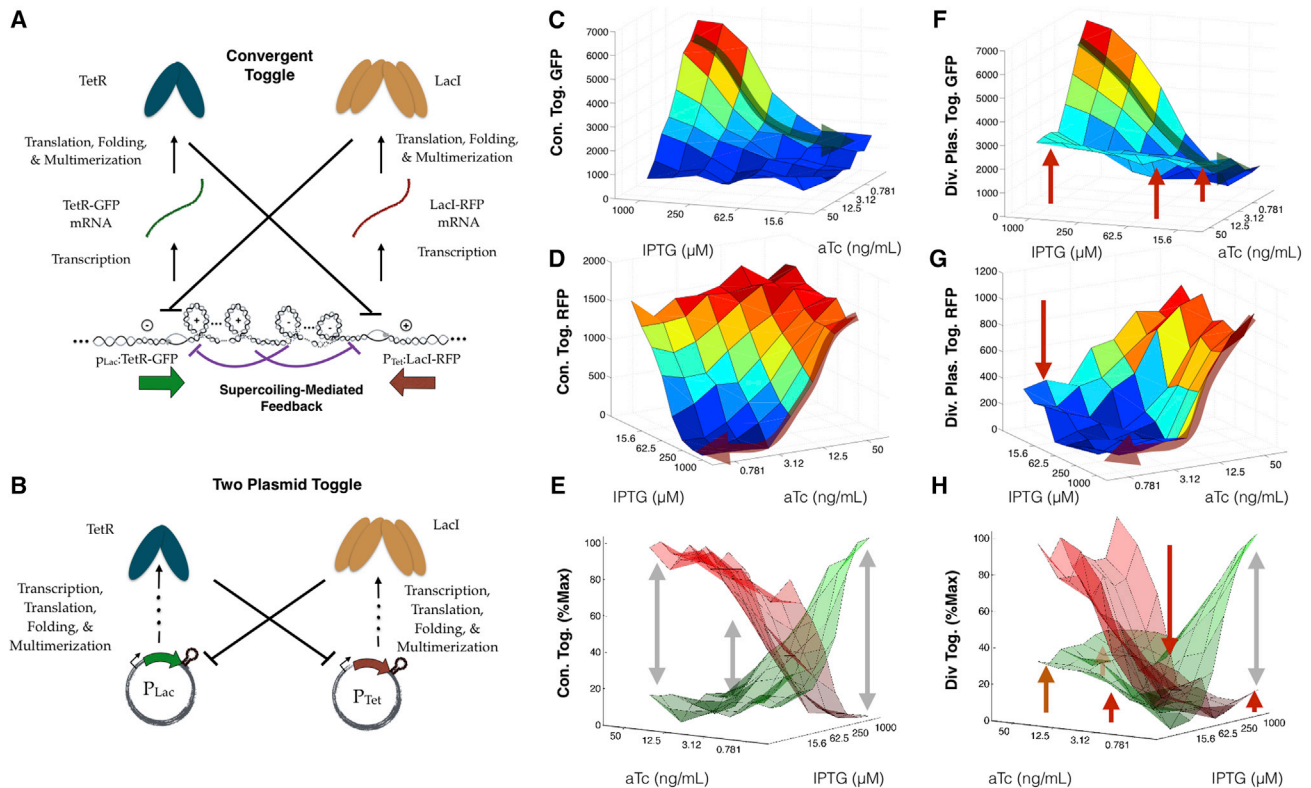 A
Convergent
Toggle
TetR
LacI
Translation, Folding,
& Multimerization
Translation, Folding,
& Multimerization
TetR-GFP
mRNA
LacI-RFP
mRNA
Transcription
Transcription
-
+
+
-
-
+
pLac:TetR-GFP
PTet:LacI-RFP
Supercoiling-Mediated
Feedback
B
Two Plasmid Toggle
TetR
LacI
Transcription,
Translation,
Folding, &
Multimerization
Transcription,
Translation,
Folding, &
Multimerization
PLac
PTet
C
Con. Tog. GFP
7000
6000
5000
4000
3000
2000
1000
0
1000
250
62.5
15.6
50
12.5
3.12
0.781
IPTG (µM)
aTc (ng/mL)
D
Con. Tog. RFP
2000
1500
1000
500
0
15.6
62.5
250
1000
0.781
3.12
12.5
50
IPTG (µM)
aTc (ng/mL)
E
Con. Tog. (%Max)
100
80
60
40
20
0
50
12.5
3.12
0.781
15.6
62.5
250
1000
aTc (ng/mL)
IPTG (µM)
F
Div. Plas. Tog. GFP
7000
6000
5000
4000
3000
2000
1000
0
1000
250
62.5
15.6
50
12.5
3.12
0.781
IPTG (µM)
aTc (ng/mL)
G
Div. Plas. Tog. RFP
1200
1000
800
600
400
200
0
15.6
62.5
250
1000
0.781
3.12
12.5
50
IPTG (µM)
aTc (ng/mL)
H
Div Tog. (%Max)
100
80
60
40
20
0
50
12.5
3.12
0.781
15.6
62.5
250
1000
aTc (ng/mL)
IPTG (µM)